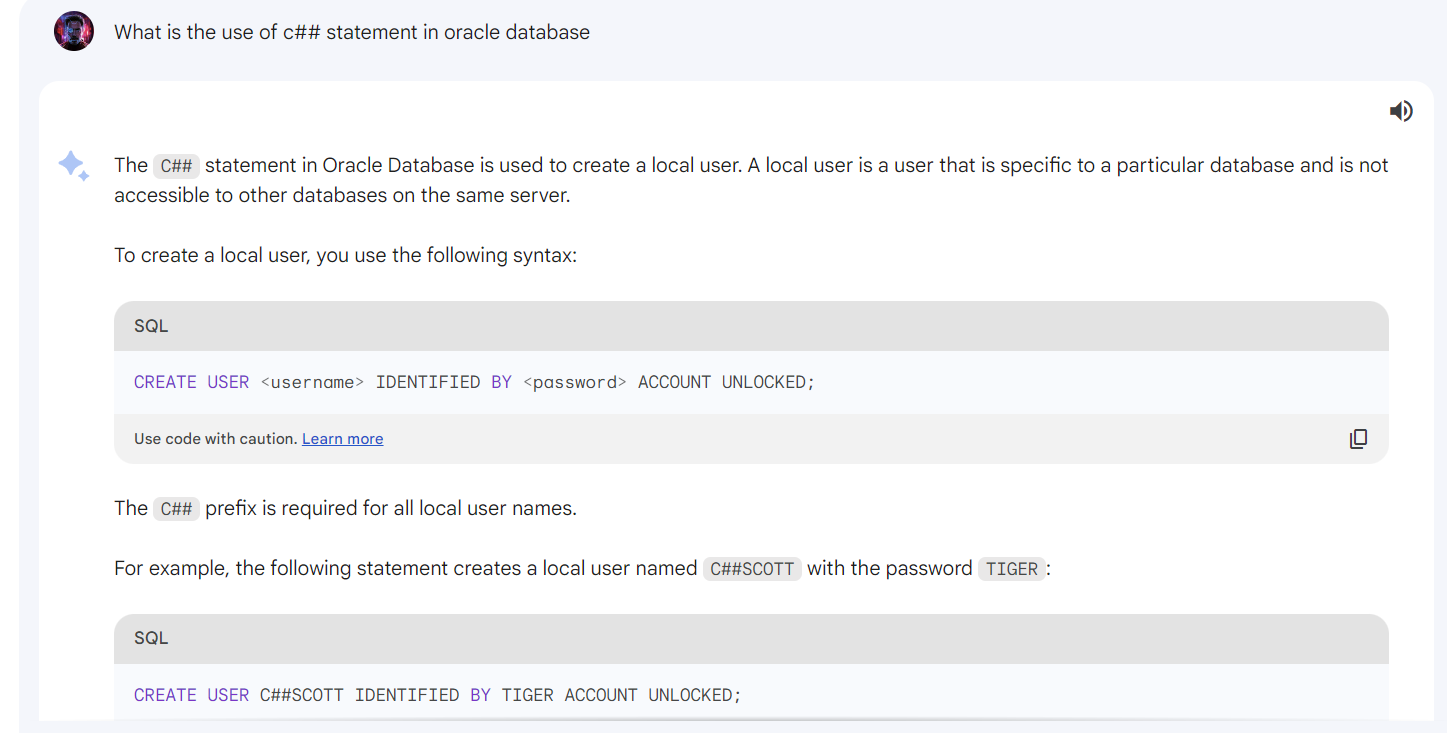 What is the use of c## statement in oracle database
The C## statement in Oracle Database is used to create a local user. A local user is a user that is specific to a particular database and is not
accessible to other databases on the same server.
To create a local user, you use the following syntax:
SQL
CREATE USER <username> IDENTIFIED BY <password> ACCOUNT UNLOCKED;
Use code with caution. Learn more
The C## prefix is required for all local user names.
For example, the following statement creates a local user named C##SCOTT with the password TIGER:
SQL
CREATE USER C##SCOTT IDENTIFIED BY TIGER ACCOUNT UNLOCKED;